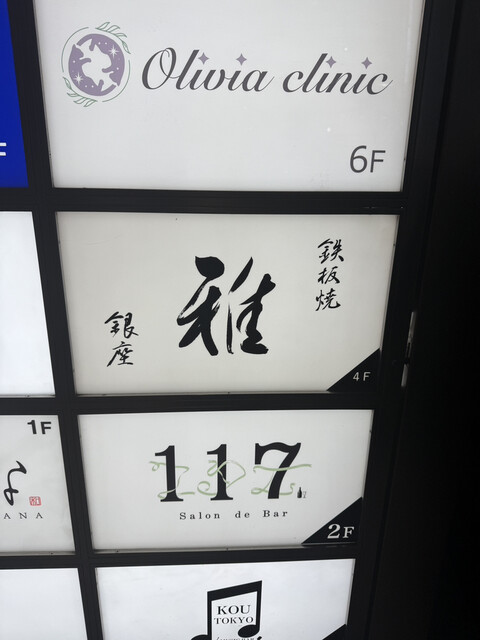 Olivia clinic
6F
鉄板焼
雅
銀座
4F
1F
ANA
117
Salon de Bar
2F
KOU
TOKYO